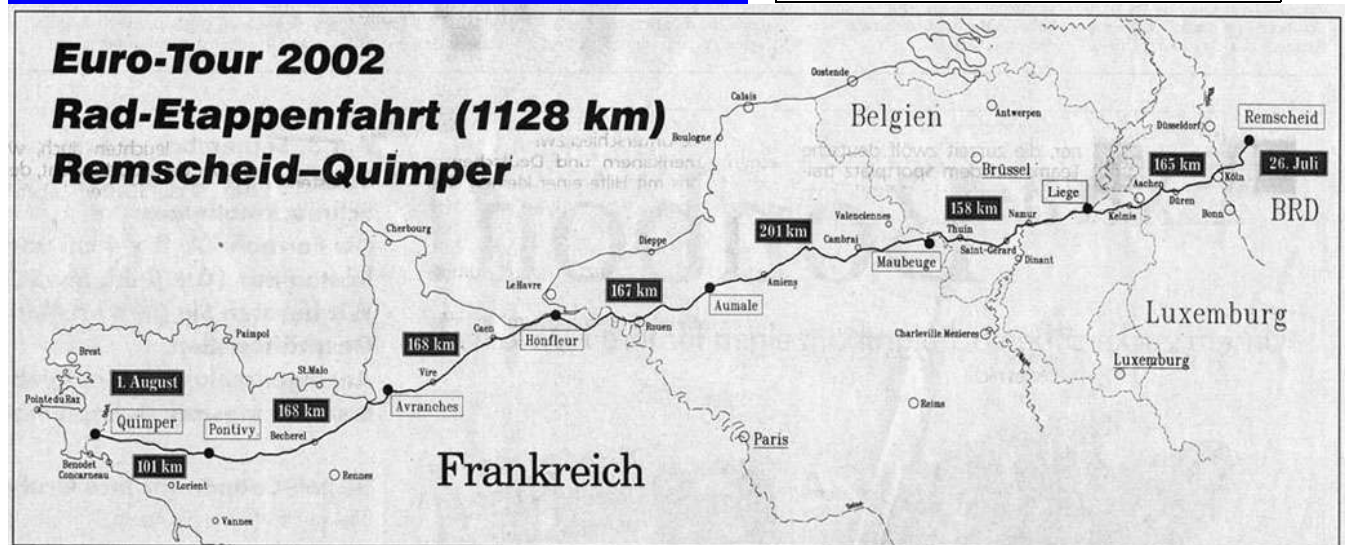 Euro-Tour 2002
Rad-Etappenfahrt (1128 km)
Remscheid–Quimper
Oostende
Calais
Boulogne
Belgien
Antwerpen
Brüssel
Düsseldorf
Remscheid
26. Juli
165 km
Köln
Aachen
Düren
Bonn
BRD
Liege
Kelmis
158 km
Namur
Thuin
Saint-Gérard
Dinant
Maubeuge
Valenciennes
Cambrai
201 km
Amieny
Aumale
Dieppe
Cherbourg
Le Havre
167 km
Rouen
Honfleur
Caen
168 km
Vire
Avranches
Charleville Mézieres
Luxemburg
Luxemburg
Reims
Paris
Frankreich
Paimpol
Brest
St.Malo
1. August
Pointe du Raz
Quimper
Pontivy
168 km
Becherel
101 km
Benodet
Concarneau
Lorient
Rennes
Vannes